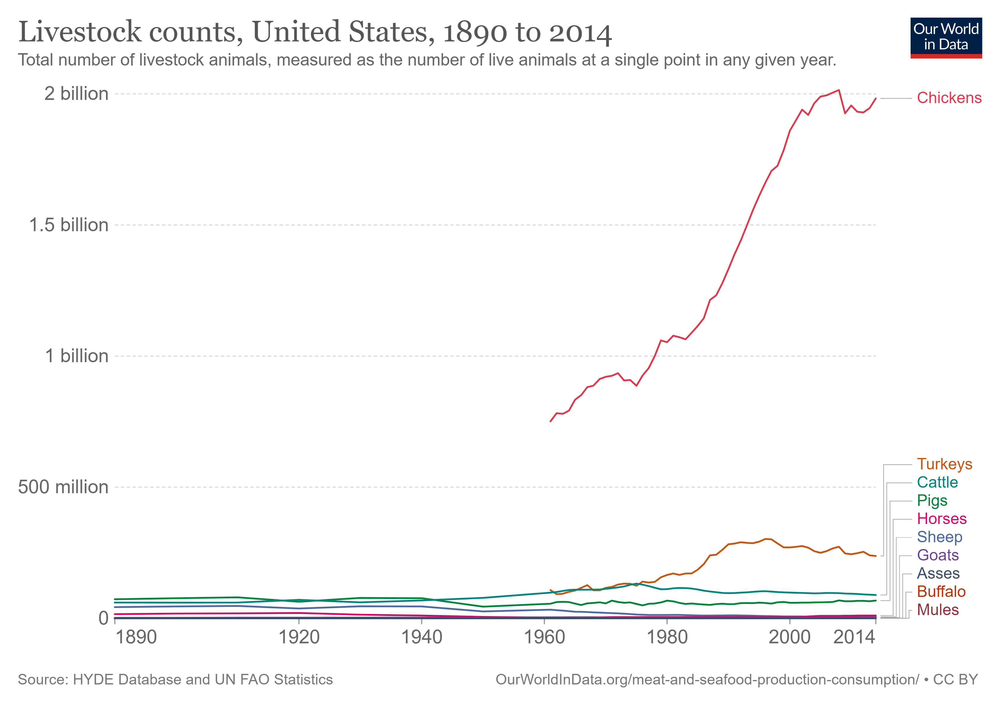 Livestock counts, United States, 1890 to 2014
Total number of livestock animals, measured as the number of live animals at a single point in any given year.
Our World
in Data
2 billion
1.5 billion
1 billion
500 million
0
Chickens
Turkeys
Cattle
Pigs
Horses
Sheep
Goats
Asses
Buffalo
Mules
1890 1920 1940 1960 1980 2000 2014
Source: HYDE Database and UN FAO Statistics
OurWorldInData.org/meat-and-seafood-production-consumption/ • CC BY